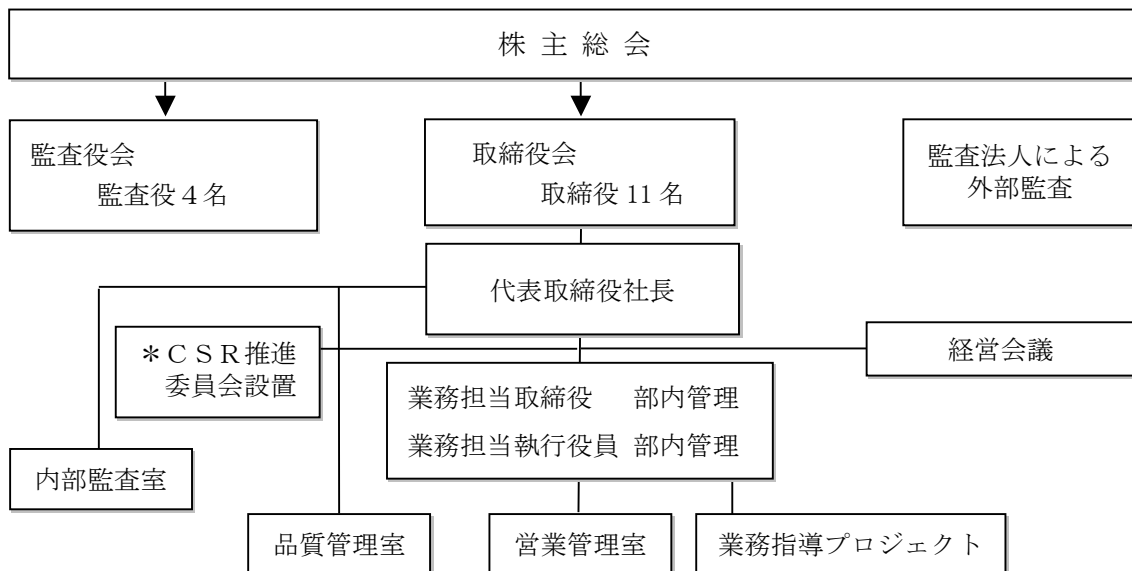 株 主 総 会
監査役会
監査役４名
取締役会
取締役 11 名
監査法人による
外部監査
代表取締役社長
＊ＣＳＲ推進
委員会設置
経営会議
業務担当取締役　部内管理
業務担当執行役員 部内管理
内部監査室
品質管理室
営業管理室
業務指導プロジェクト